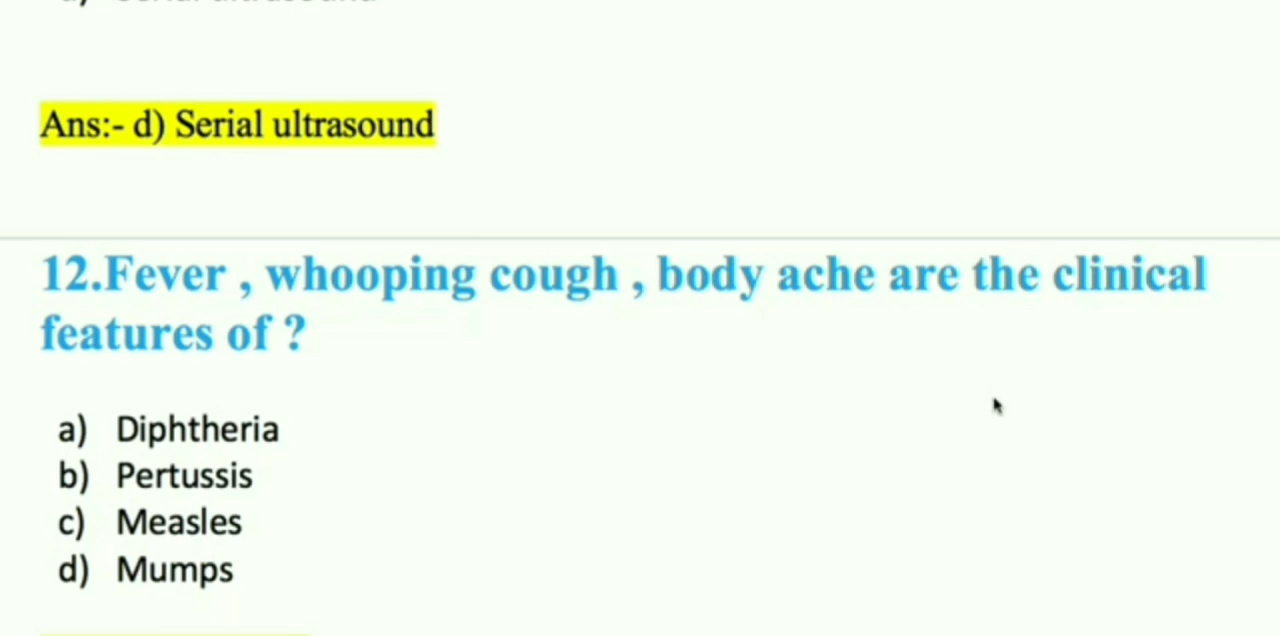 Ans:- d) Serial ultrasound
12.Fever , whooping cough , body ache are the clinical
features of ?
a) Diphtheria
b) Pertussis
c) Measles
d) Mumps